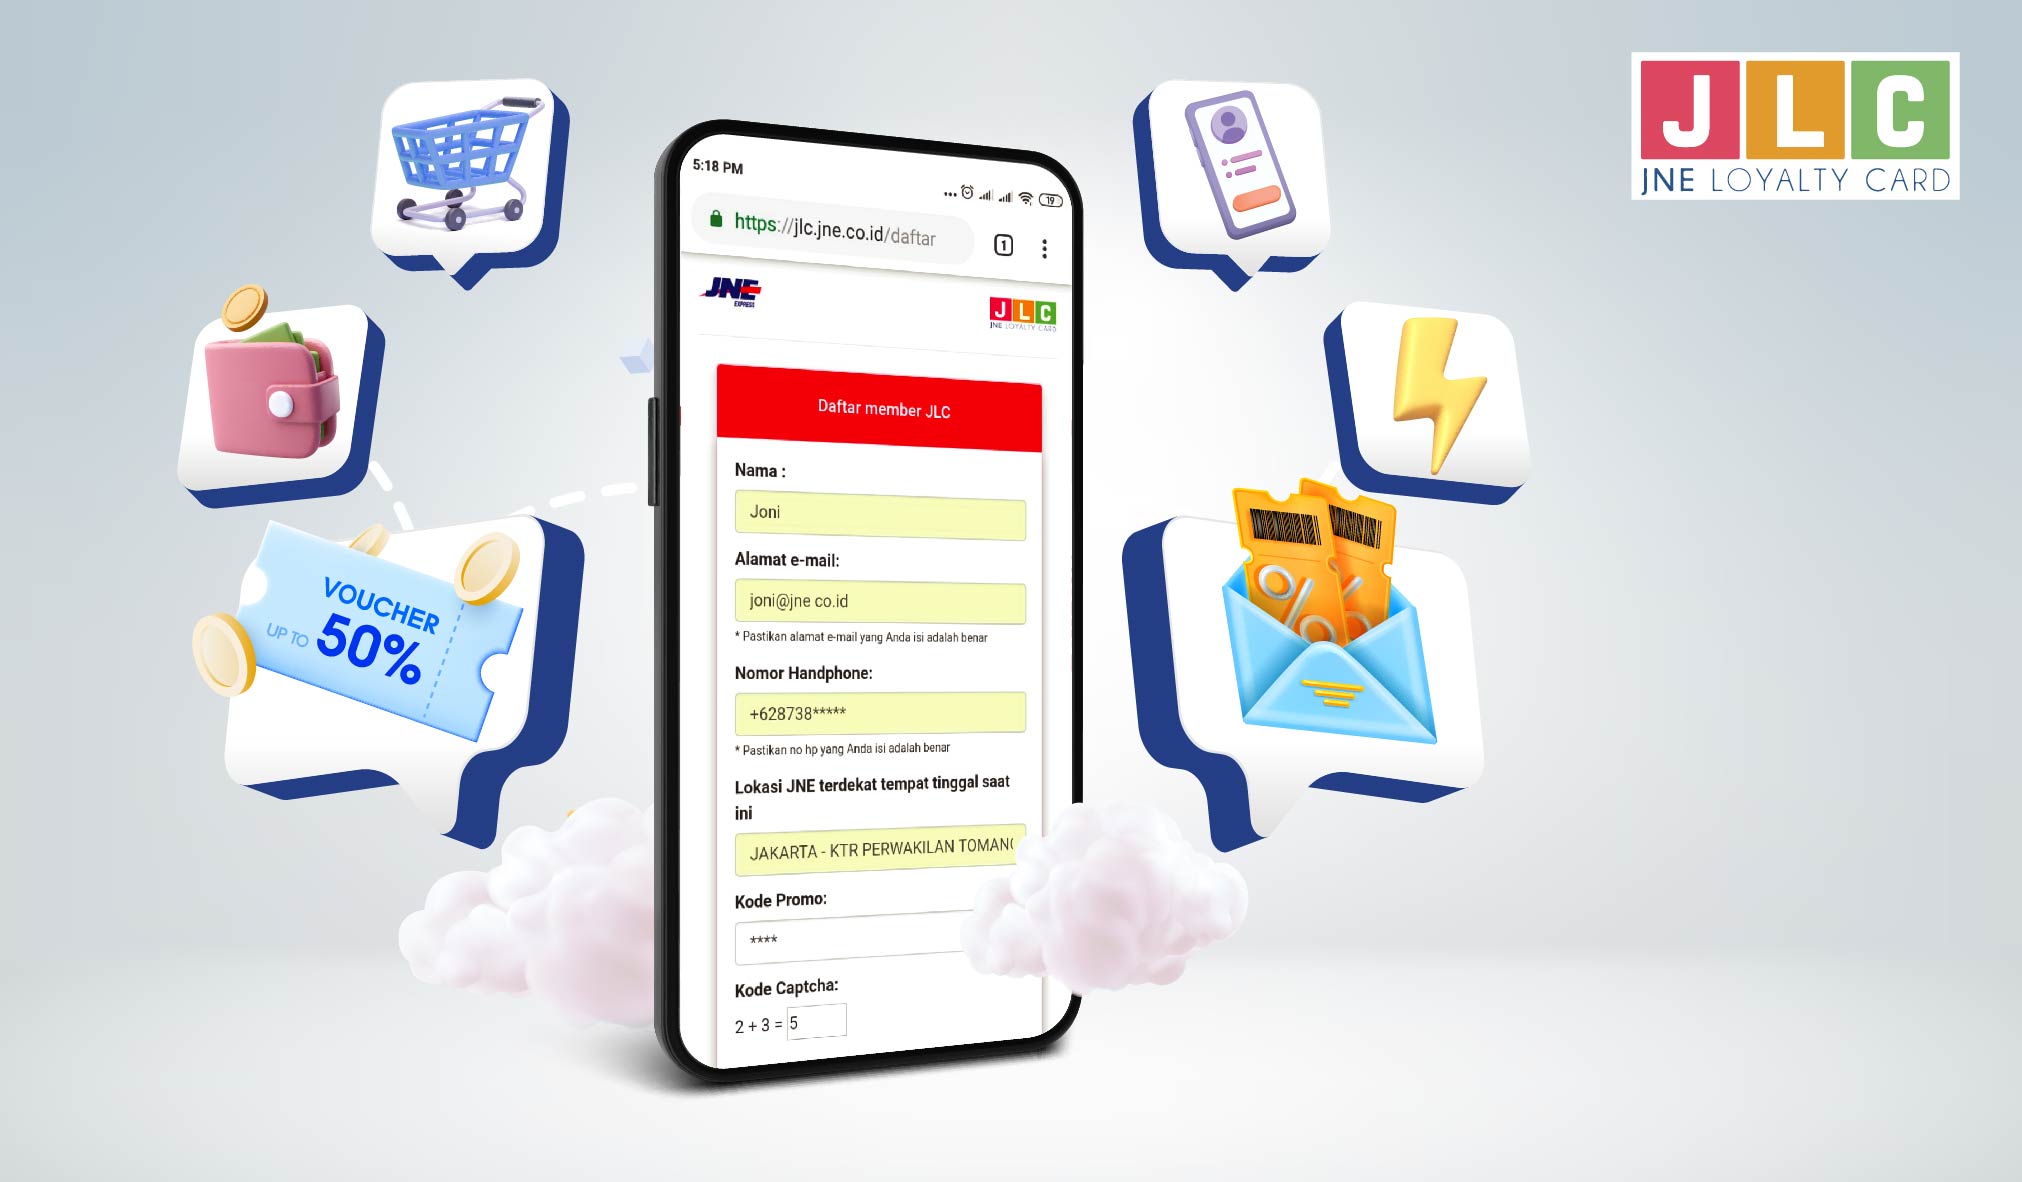 JLC
JNE LOYALTY CARD
5:18 PM
19
https://jlc.jne.co.id/daftar
1
JNE
EXPRESS
JLC
JNE LOYALTY CARD
Daftar member JLC
Nama :
Joni
Alamat e-mail:
joni@jne co.id
* Pastikan alamat e-mail yang Anda isi adalah benar
Nomor Handphone:
+628738*****
* Pastikan no hp yang Anda isi adalah benar
Lokasi JNE terdekat tempat tinggal saat
ini
JAKARTA - KTR PERWAKILAN TOMANG
Kode Promo:
****
Kode Captcha:
2 + 3 = 5
VOUCHER
UP TO 50%
%
%